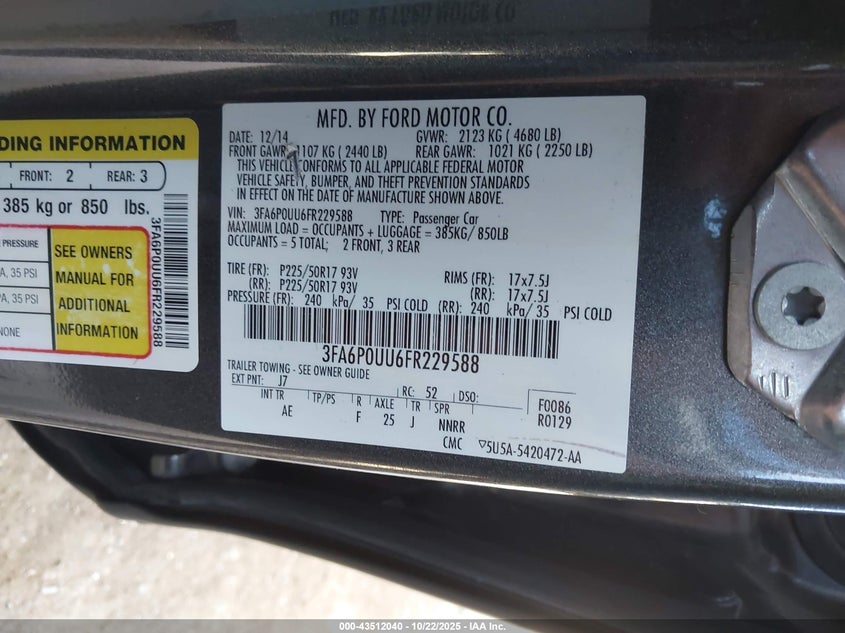 MFD. BY FORD MOTOR CO.
DATE: 12/14 GVWR: 2123 KG ( 4680 LB)
FRONT GAWR: 1107 KG ( 2440 LB) REAR GAWR: 1021 KG ( 2250 LB)
THIS VEHICLE CONFORMS TO ALL APPLICABLE FEDERAL MOTOR
VEHICLE SAFETY, BUMPER, AND THEFT PREVENTION STANDARDS
IN EFFECT ON THE DATE OF MANUFACTURE SHOWN ABOVE.
VIN: 3FA6P0UU6FR229588 TYPE: Passenger Car
MAXIMUM LOAD = OCCUPANTS + LUGGAGE = 385KG/ 850LB
OCCUPANTS = 5 TOTAL; 2 FRONT, 3 REAR
TIRE (FR): P225/50R17 93V RIMS (FR): 17x7.5J
(RR): P225/50R17 93V (RR): 17x7.5J
PRESSURE (FR): 240 kPa/ 35 PSI COLD (RR): 240 kPa/35 PSI COLD
3FA6P0UU6FR229588
TRAILER TOWING - SEE OWNER GUIDE
EXT PNT: J7 RC: 52 DSO:
INT TR TP/PS R AXLE TR SPR F0086
AE F 25 J NNRR R0129
CMC 5U5A-5420472-AA
DING INFORMATION
FRONT: 2 REAR: 3
385 kg or 850 lbs.
PRESSURE
A, 35 PSI
PA, 35 PSI
NONE
SEE OWNERS
MANUAL FOR
ADDITIONAL
INFORMATION
3FA6P0UU6FR229588
000-43512040 - 10/22/2025 - IAA Inc.